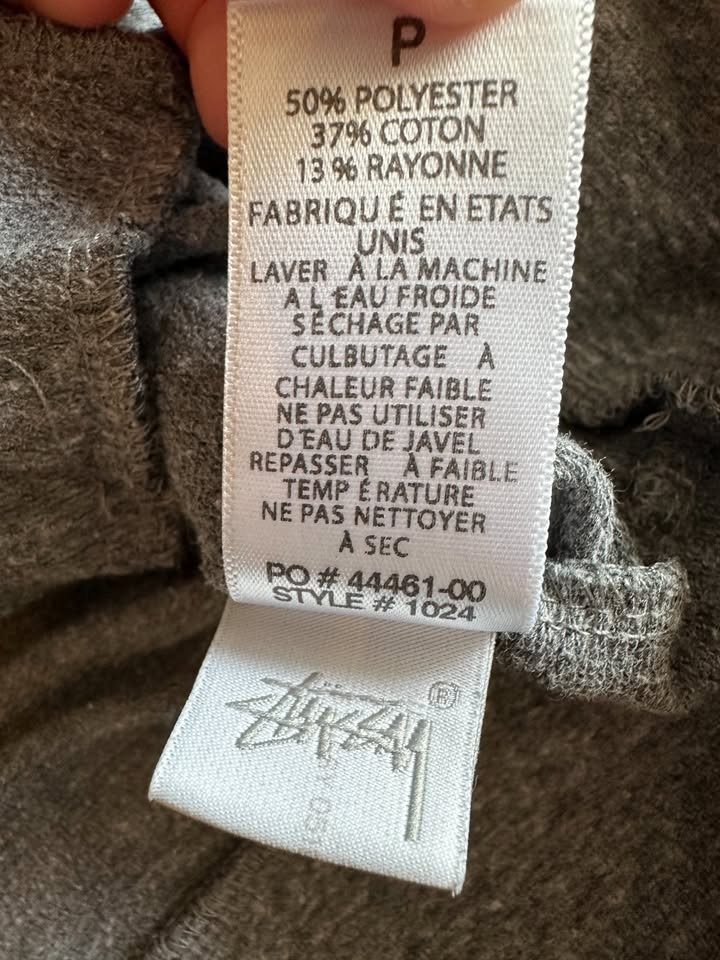 P
50% POLYESTER
37% COTON
13 % RAYONNE
FABRIQU É EN ETATS
UNIS
LAVER À LA MACHINE
A L'EAU FROIDE
SÉCHAGE PAR
CULBUTAGE À
CHALEUR FAIBLE
NE PAS UTILISER
D'EAU DE JAVEL
REPASSER À FAIBLE
TEMP ÉRATURE
NE PAS NETTOYER
À SEC
PO # 44461-00
STYLE # 1024
Stüssy ®